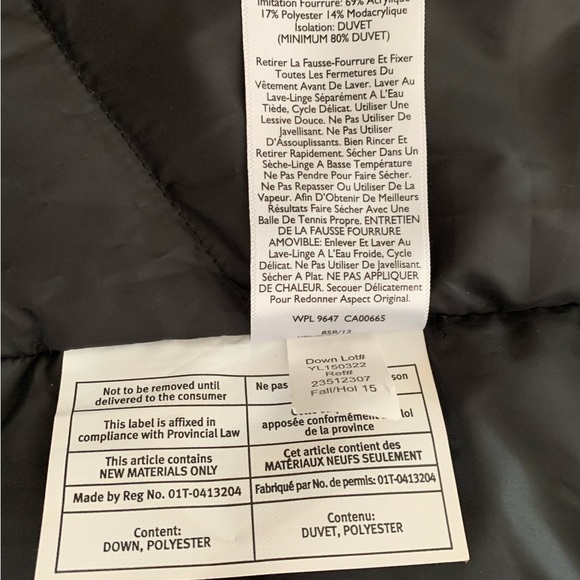 Imitation Fourrure: 69% Acrylique
17% Polyester 14% Modacrylique
Isolation: DUVET
(MINIMUM 80% DUVET)
Retirer La Fausse-Fourrure Et Fixer
Toutes Les Fermetures Du
Vêtement Avant De Laver. Laver Au
Lave-Linge Séparément A L'Eau
Tiède, Cycle Délicat. Utiliser Une
Lessive Douce. Ne Pas Utiliser De
Javellisant. Ne Pas Utiliser
D'Assouplissants. Bien Rincer Et
Retirer Rapidement. Sécher Dans Un
Sèche-Linge A Basse Température
Ne Pas Pendre Pour Faire Sécher.
Ne Pas Repasser Ou Utiliser De La
Vapeur. Afin D'Obtenir De Meilleurs
Résultats Faire Sécher Avec Une
Balle De Tennis Propre. ENTRETIEN
DE LA FAUSSE FOURRURE
AMOVIBLE: Enlever Et Laver Au
Lave-Linge A L'Eau Froide, Cycle
Délicat. Ne Pas Utiliser De Javellisant.
Sécher A Plat. NE PAS APPLIQUER
DE CHALEUR. Secouer Délicatement
Pour Redonner Aspect Original.
WPL 9647 CA00665
Down Lot#
YL150322
Ref#
23512307
Fall/Hol 15
Not to be removed until
delivered to the consumer
Ne pas
son
This label is affixed in
compliance with Provincial Law
apposée conformément loi
de la province
This article contains
NEW MATERIALS ONLY
Cet article contient des
MATÉRIAUX NEUFS SEULEMENT
Made by Reg No. 01T-0413204
Fabriqué par No. de permis: 01T-0413204
Content:
DOWN, POLYESTER
Contenu:
DUVET, POLYESTER